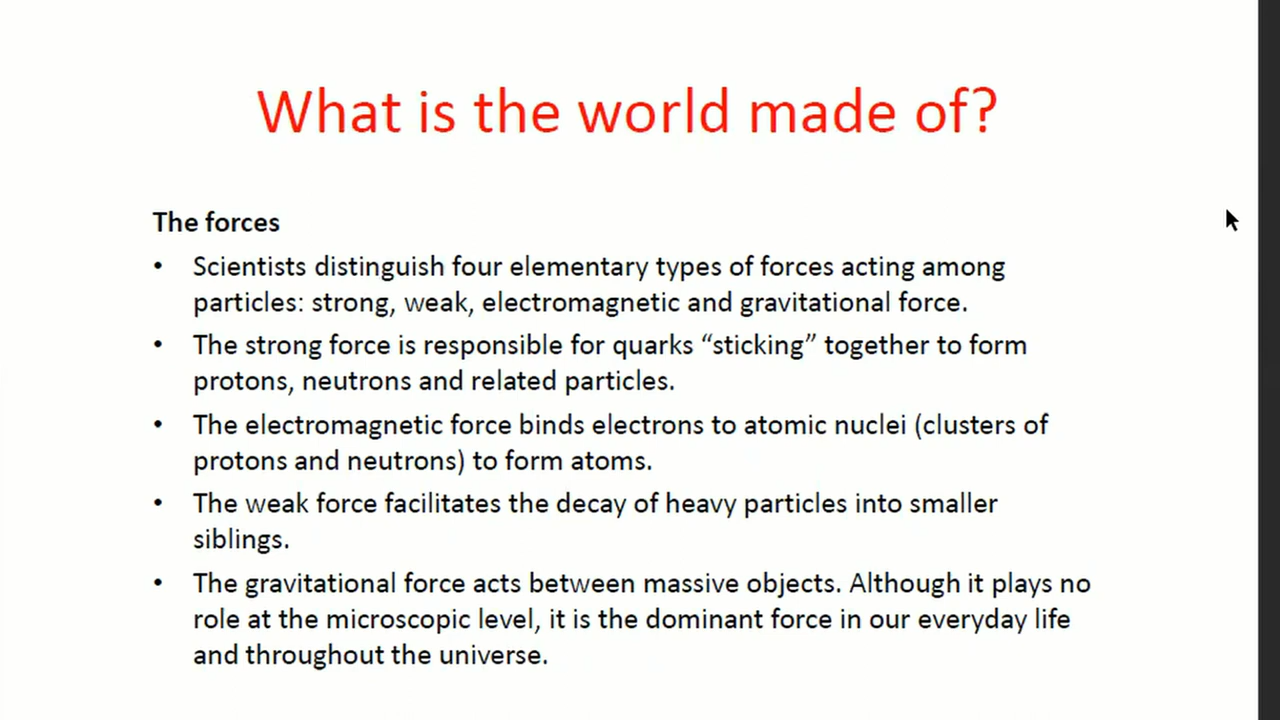 What is the world made of?
The forces
• Scientists distinguish four elementary types of forces acting among
particles: strong, weak, electromagnetic and gravitational force.
• The strong force is responsible for quarks “sticking” together to form
protons, neutrons and related particles.
• The electromagnetic force binds electrons to atomic nuclei (clusters of
protons and neutrons) to form atoms.
• The weak force facilitates the decay of heavy particles into smaller
siblings.
• The gravitational force acts between massive objects. Although it plays no
role at the microscopic level, it is the dominant force in our everyday life
and throughout the universe.